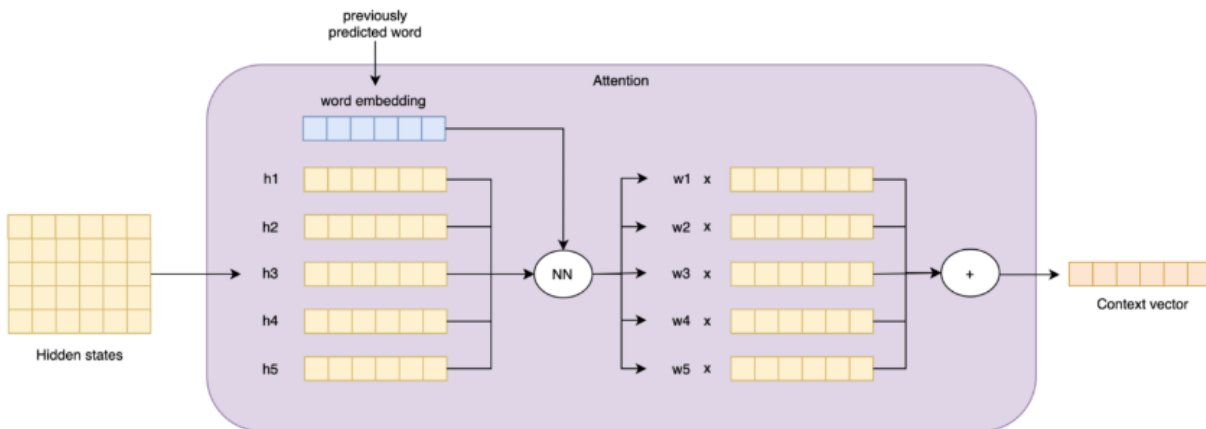 previously
predicted word
Attention
word embedding
h1
h2
h3
h4
h5
Hidden states
NN
w1 x
w2 x
w3 x
w4 x
w5 x
+
Context vector